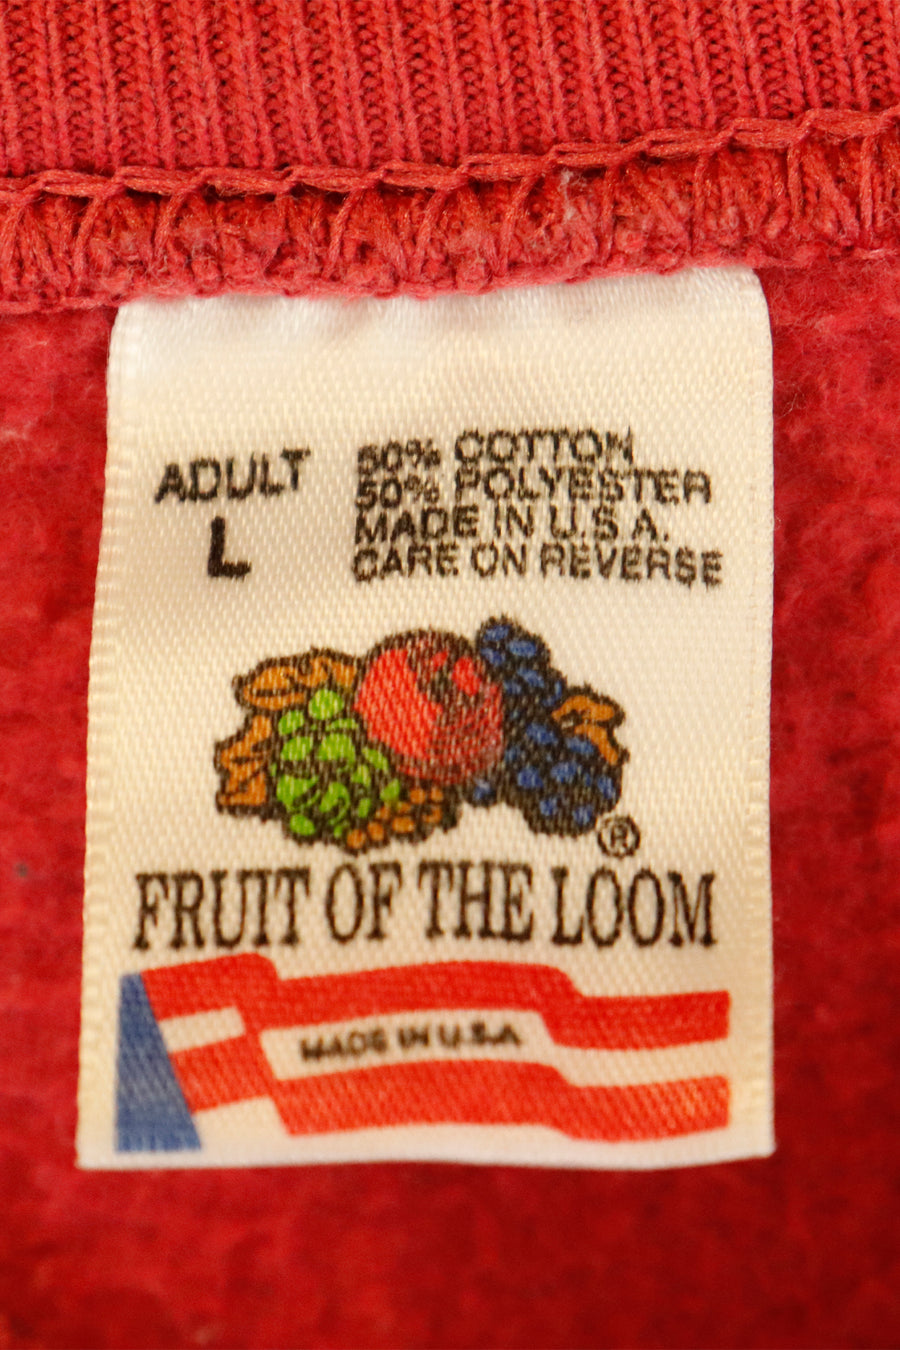 ADULT
L
50% COTTON
50% POLYESTER
MADE IN U.S.A.
CARE ON REVERSE
®
FRUIT OF THE LOOM
MADE IN U.S.A